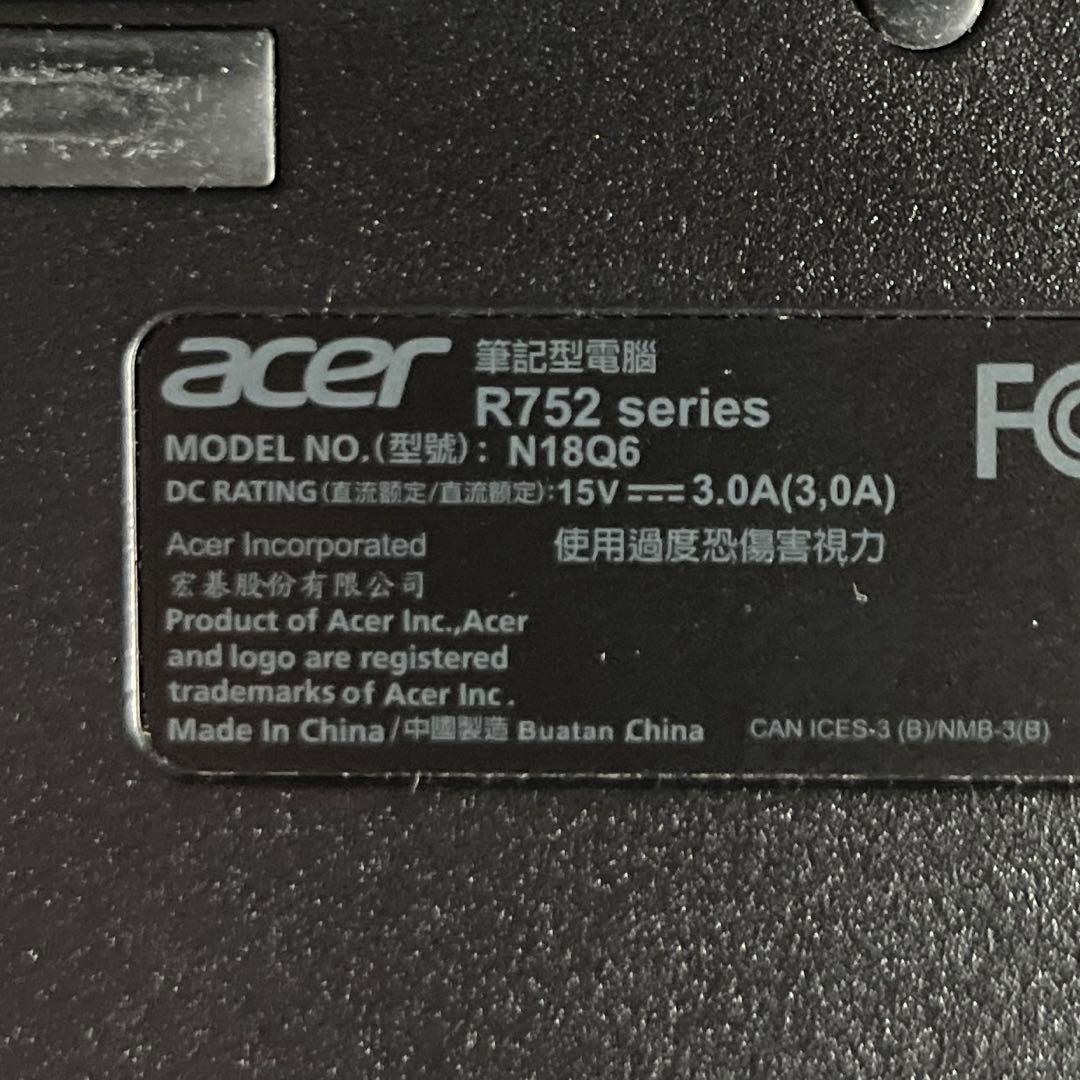 acer 筆記型電腦
R752 series
MODEL NO.(型號): N18Q6
DC RATING(直流额定/直流額定):15V ⎓ 3.0A(3,0A)
Acer Incorporated 使用過度恐傷害視力
宏碁股份有限公司
Product of Acer Inc.,Acer
and logo are registered
trademarks of Acer Inc.
Made In China/中國製造 Buatan China CAN ICES-3 (B)/NMB-3(B)